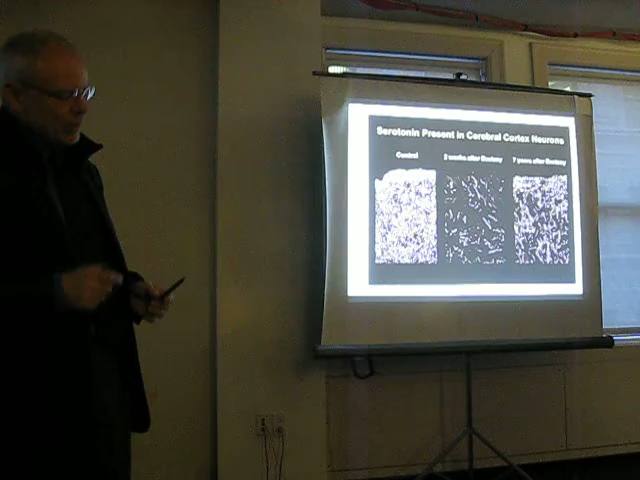 Serotonin Present in Cerebral Cortex Neurons
Control
2 weeks after Ecstasy
7 years after Ecstasy